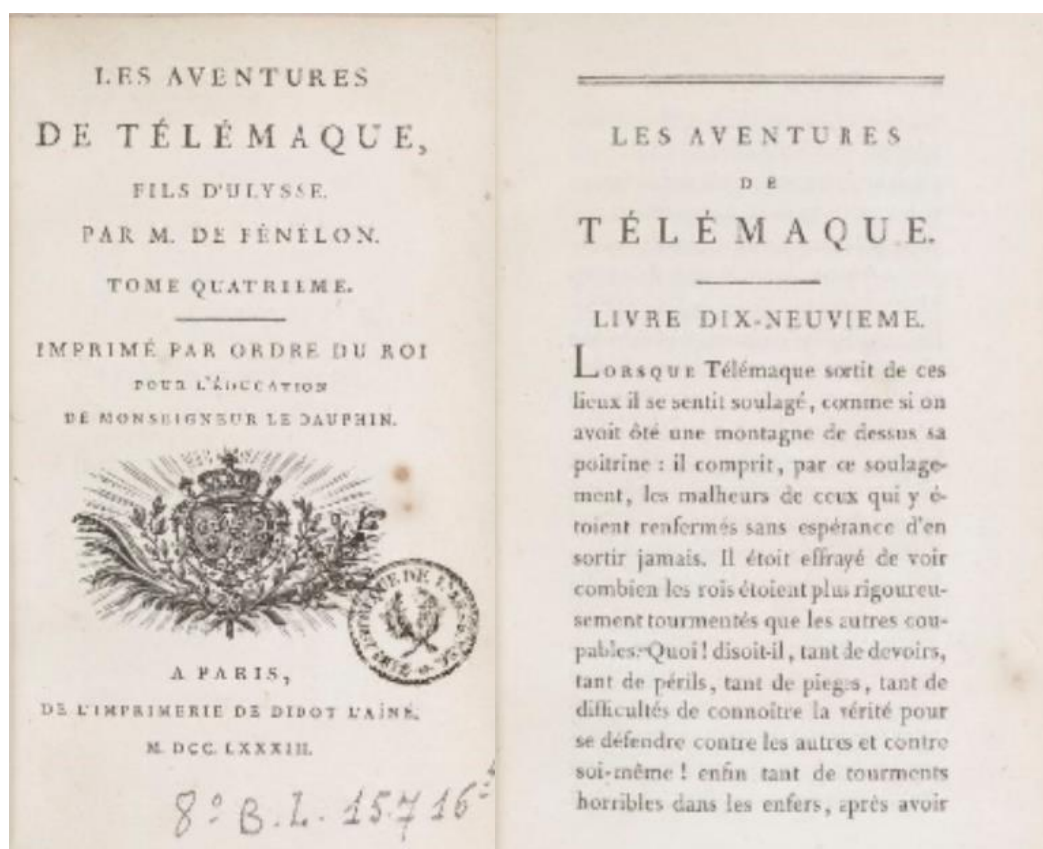 LES AVENTURES
DE TÉLÉMAQUE,
FILS D'ULYSSE.
PAR M. DE FÉNÉLON.
TOME QUATRIEME.
IMPRIMÉ PAR ORDRE DU ROI
POUR L'ÉDUCATION
DE MONSEIGNEUR LE DAUPHIN.
A PARIS,
DE L'IMPRIMERIE DE DIDOT L'AÎNÉ.
M. DCC. LXXXIII.
8º B.L. 15.716
LES AVENTURES
DE
TÉLÉMAQUE.
LIVRE DIX-NEUVIEME.
LORSQUE Télémaque sortit de ces
lieux il se sentit soulagé, comme si on
avoit ôté une montagne de dessus sa
poitrine : il comprit, par ce soulage-
ment, les malheurs de ceux qui y é-
toient renfermés sans espérance d'en
sortir jamais. Il étoit effrayé de voir
combien les rois étoient plus rigoureu-
sement tourmentés que les autres cou-
pables. Quoi ! disoit-il, tant de devoirs,
tant de périls, tant de pieges, tant de
difficultés de connoître la vérité pour
se défendre contre les autres et contre
soi-même ! enfin tant de tourments
horribles dans les enfers, après avoir